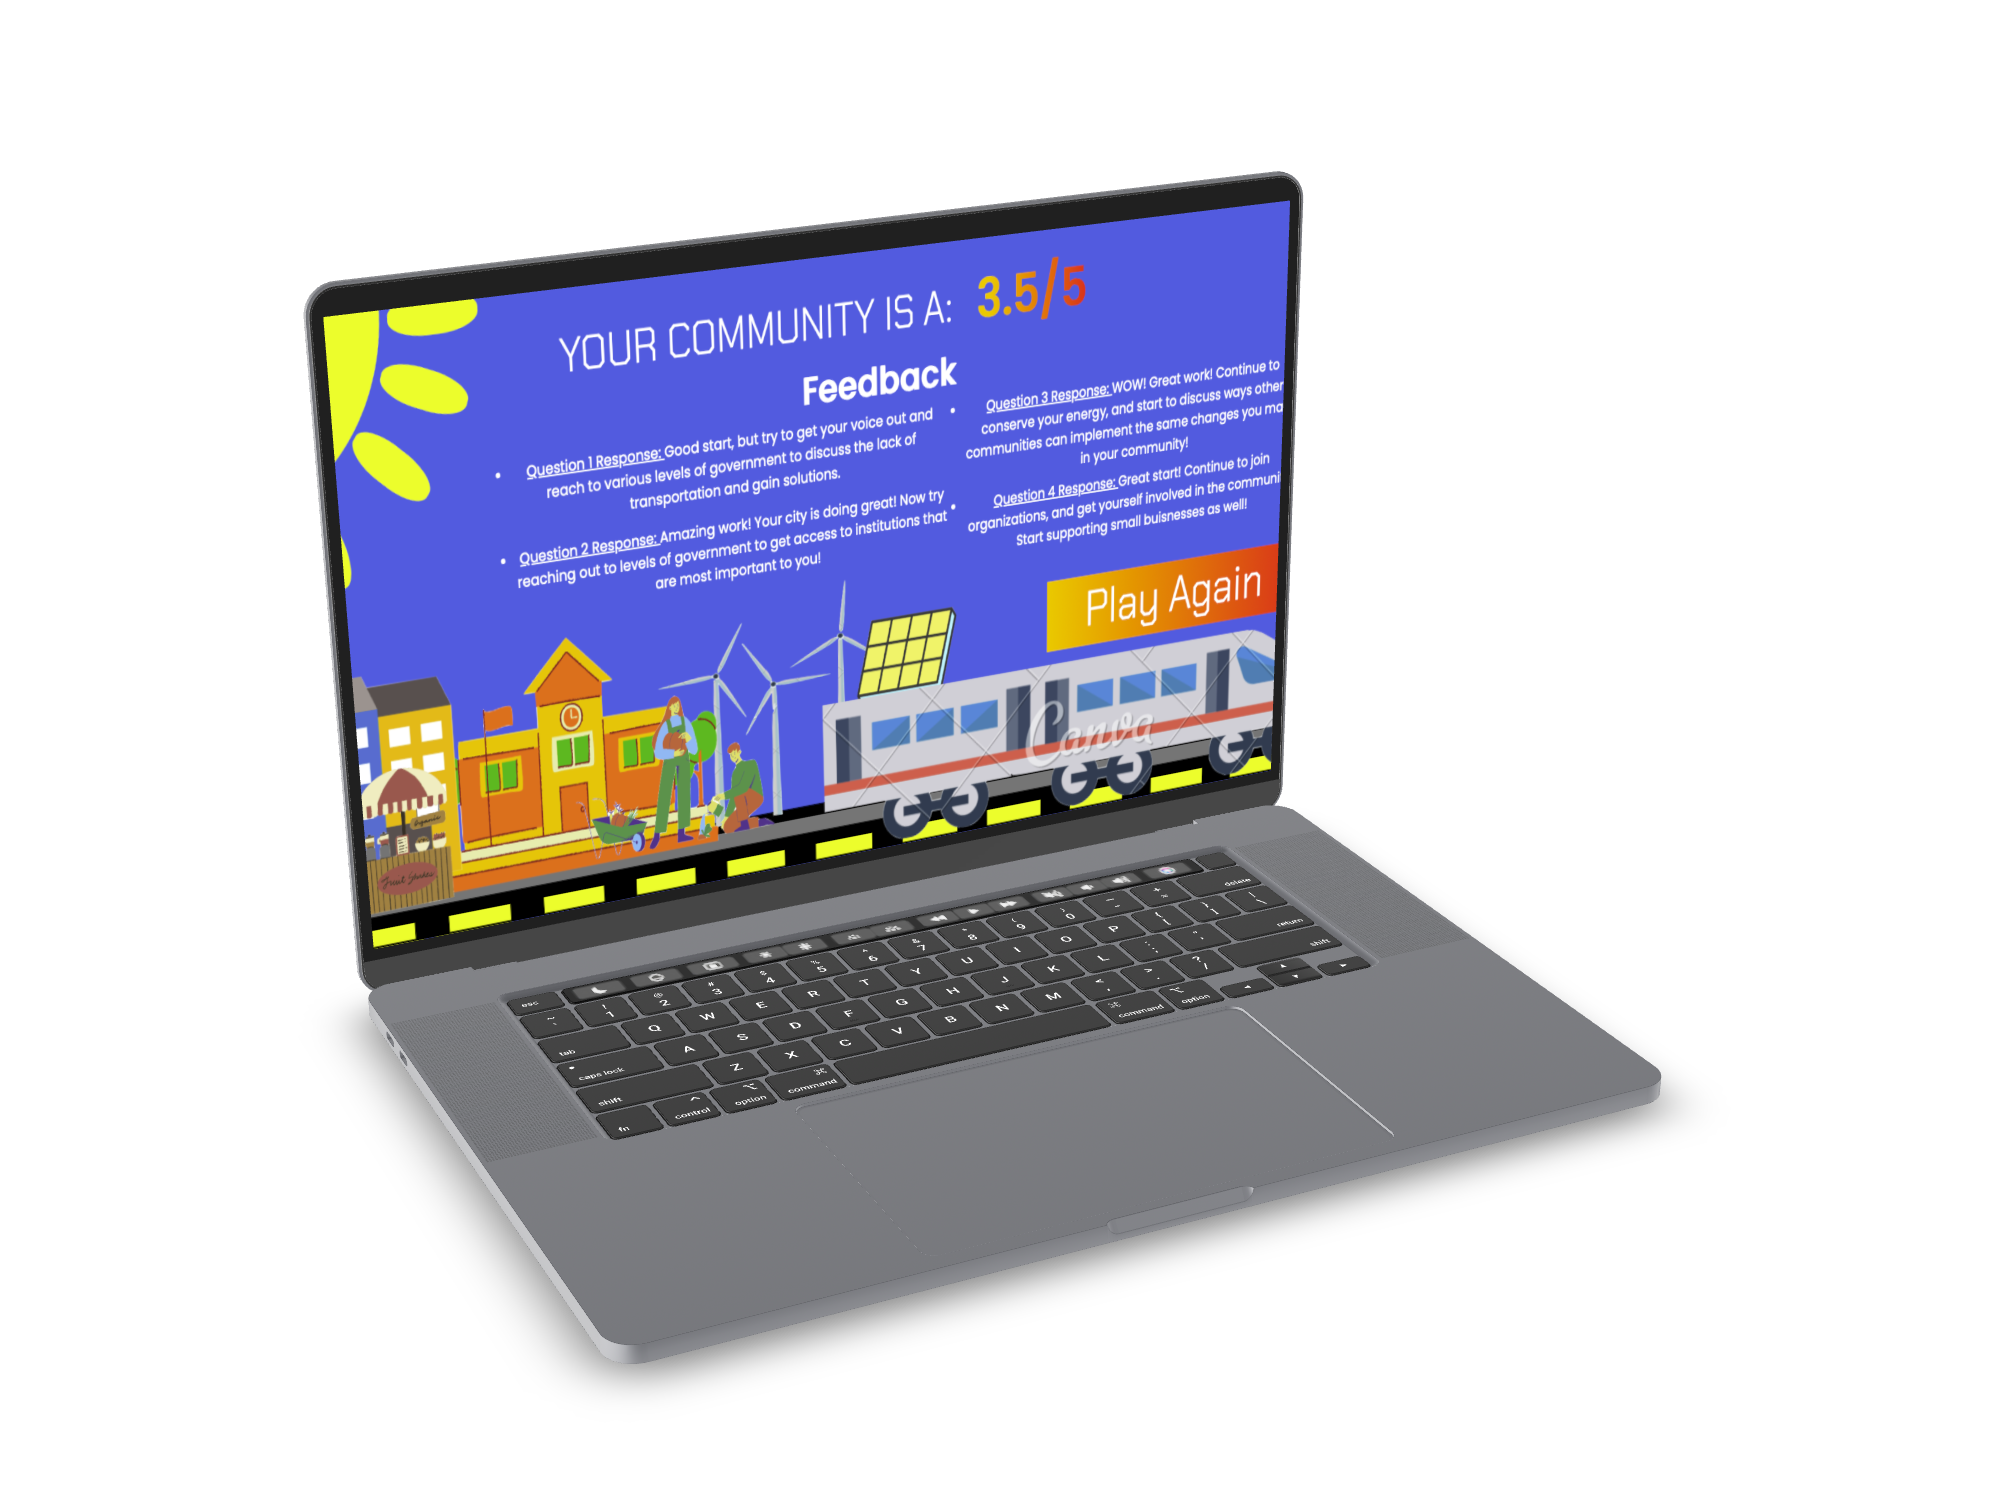 YOUR COMMUNITY IS A: 3.5/5
Feedback
• Question 1 Response: Good start, but try to get your voice out and
reach to various levels of government to discuss the lack of
transportation and gain solutions.
• Question 2 Response: Amazing work! Your city is doing great! Now try
reaching out to levels of government to get access to institutions that
are most important to you!
• Question 3 Response: WOW! Great work! Continue to
conserve your energy, and start to discuss ways other
communities can implement the same changes you ma
in your community!
• Question 4 Response: Great start! Continue to join
organizations, and get yourself involved in the communi
Start supporting small buisnesses as well!
Play Again
Canva
esc
~ ! 1 @ 2 # 3 $ 4 % 5 ^ 6 & 7 * 8 ( 9 ) 0 delete
tab Q W E R T Y U I O P { [ } ] | \
caps lock A S D F G H J K L : ; " ' return
shift Z X C V B N M < , > . ? / shift
fn control option command command option